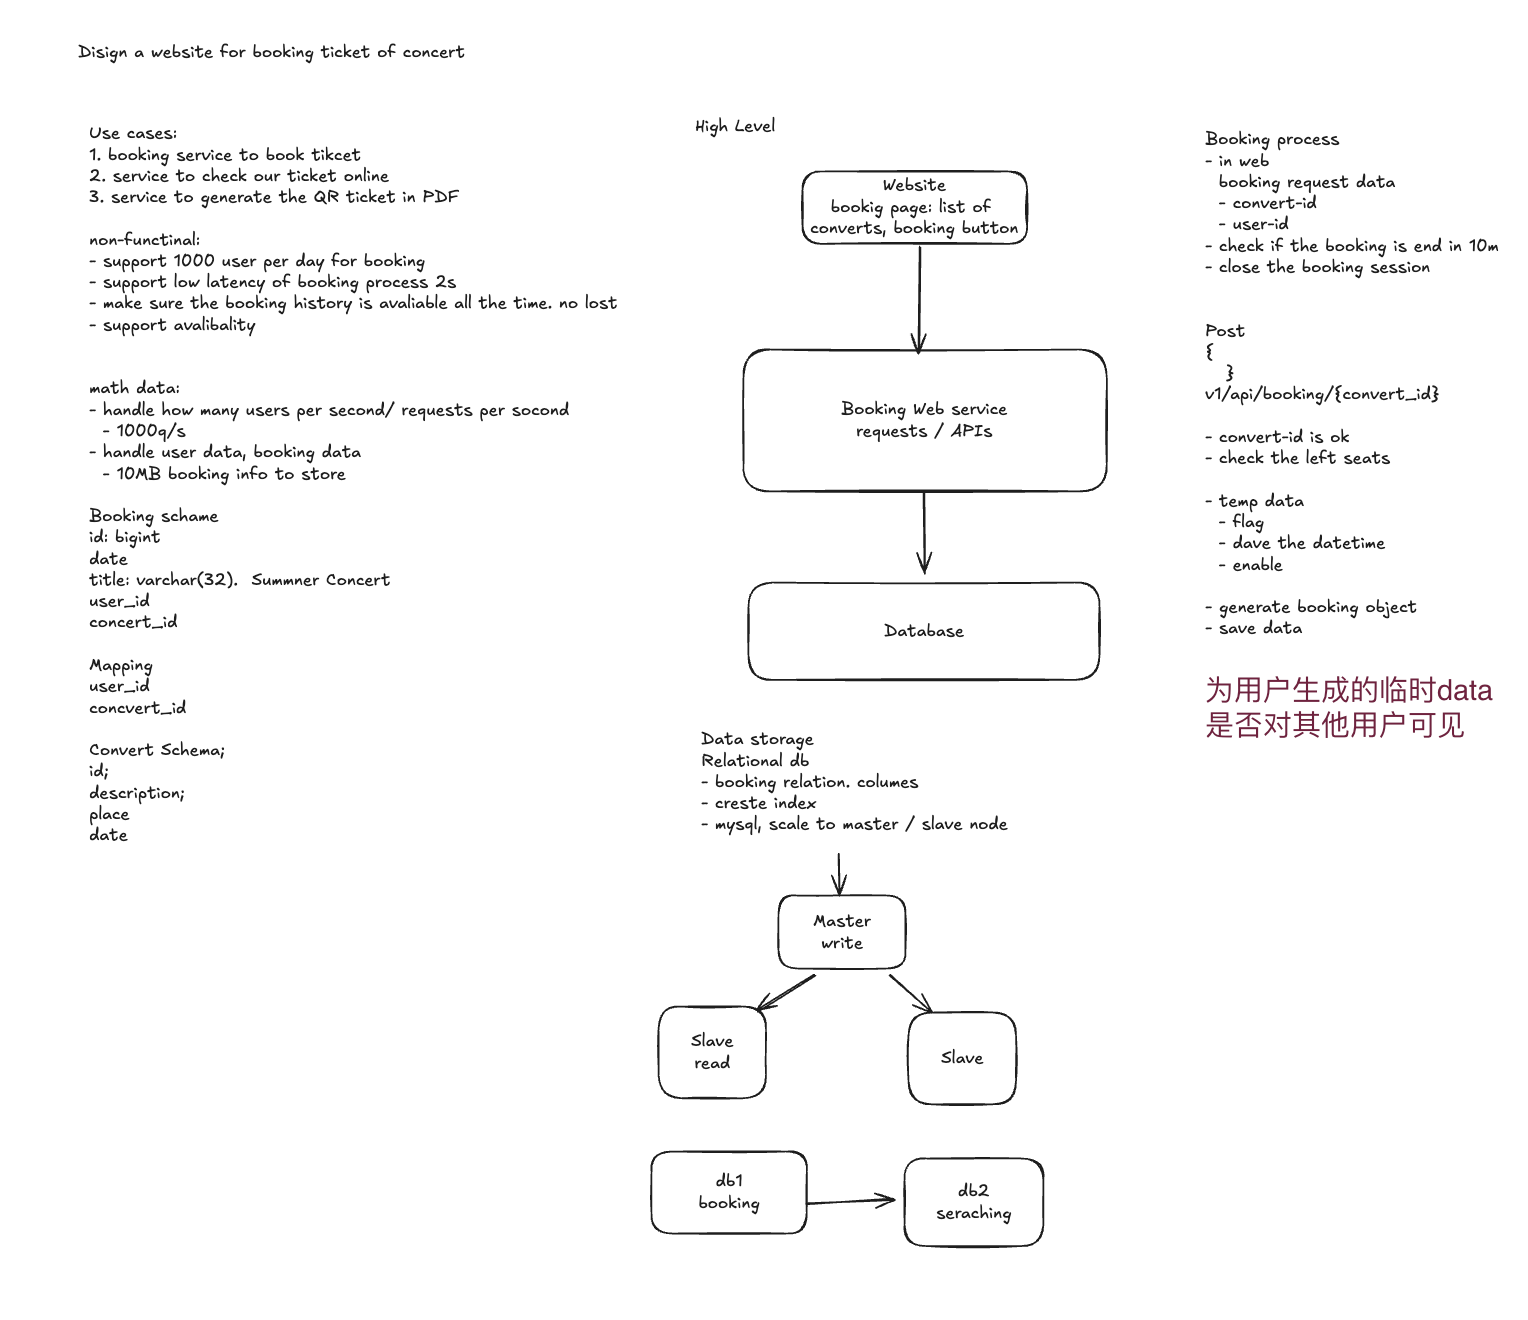 Disign a website for booking ticket of concert
Use cases:
1. booking service to book tikcet
2. service to check our ticket online
3. service to generate the QR ticket in PDF
non-functinal:
- support 1000 user per day for booking
- support low latency of booking process 2s
- make sure the booking history is avaliable all the time. no lost
- support avalibality
math data:
- handle how many users per second/ requests per socond
- 1000q/s
- handle user data, booking data
- 10MB booking info to store
Booking schame
id: bigint
date
title: varchar(32).  Summner Concert
user_id
concert_id
Mapping
user_id
concvert_id
Convert Schema;
id;
description;
place
date
High Level
Website
bookig page: list of
converts, booking button
Booking Web service
requests / APIs
Database
Data storage
Relational db
- booking relation. columes
- creste index
- mysql, scale to master / slave node
Master
write
Slave
read
Slave
db1
booking
db2
seraching
Booking process
- in web
booking request data
- convert-id
- user-id
- check if the booking is end in 10m
- close the booking session
Post
{
}
v1/api/booking/{convert_id}
- convert-id is ok
- check the left seats
- temp data
- flag
- dave the datetime
- enable
- generate booking object
- save data
为用户生成的临时data
是否对其他用户可见